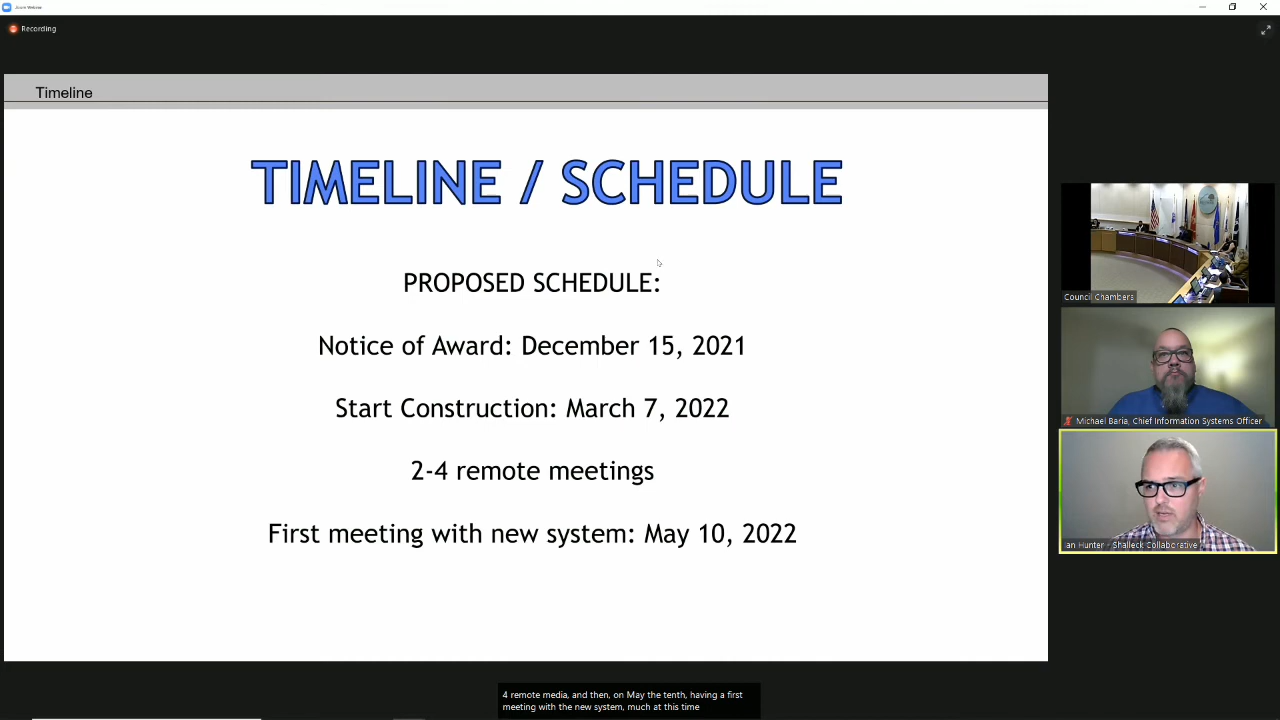 Zoom Webinar
Recording
Timeline
TIMELINE / SCHEDULE
PROPOSED SCHEDULE:
Notice of Award: December 15, 2021
Start Construction: March 7, 2022
2-4 remote meetings
First meeting with new system: May 10, 2022
Council Chambers
Michael Baria, Chief Information Systems Officer
Ian Hunter - Shalleck Collaborative
4 remote media, and then, on May the tenth, having a first
meeting with the new system, much at this time